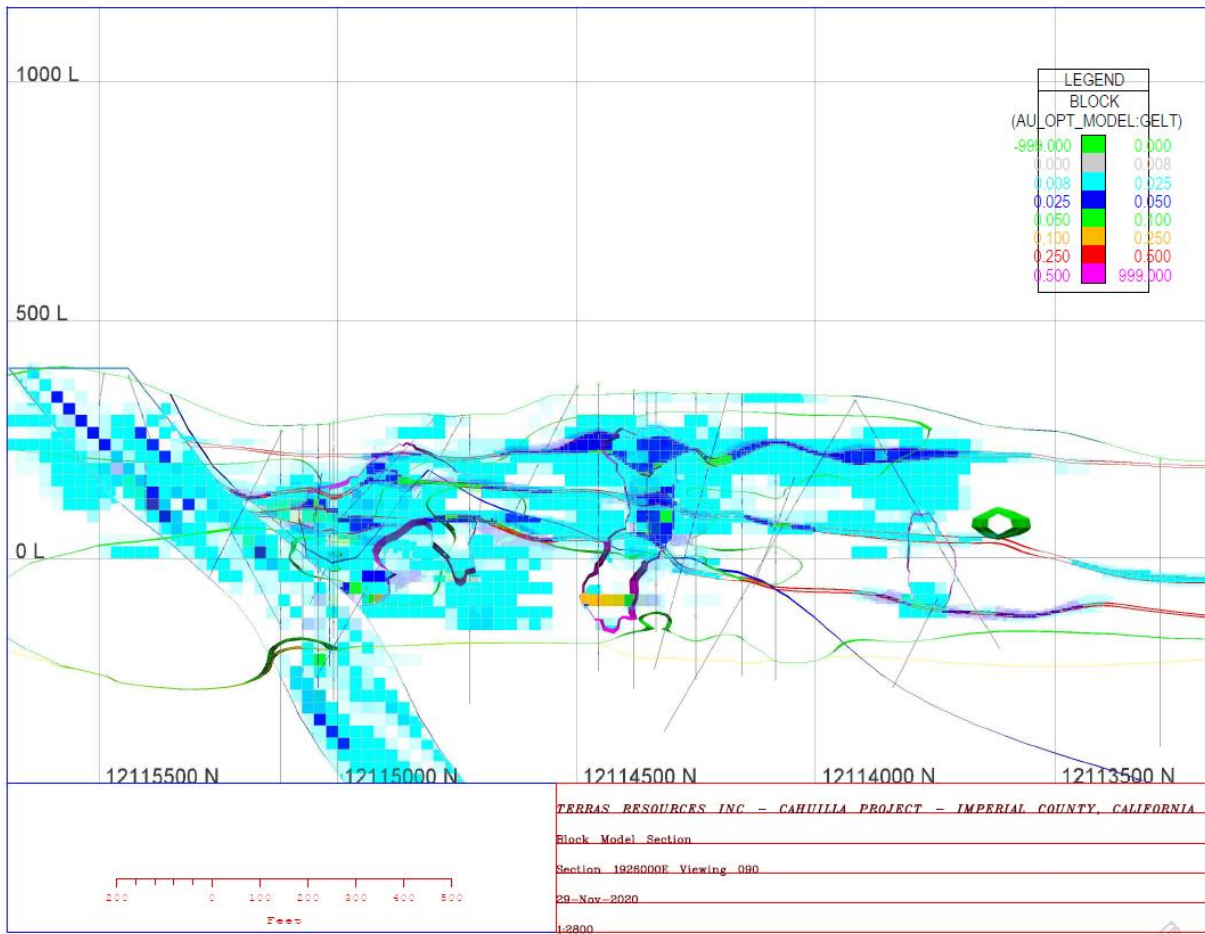 1000 L
LEGEND
BLOCK
(AU_OPT_MODEL:GELT)
-999.000 0.000
0.000 0.008
0.008 0.025
0.025 0.050
0.050 0.100
0.100 0.250
0.250 0.500
0.500 999.000
500 L
0 L
12115500 N 12115000 N 12114500 N 12114000 N 12113500 N
TERRAS RESOURCES INC - CAHUILLA PROJECT - IMPERIAL COUNTY, CALIFORNIA
Block Model Section
Section 1928000E Viewing 090
29-Nov-2020
1:2800
200 0 100 200 300 400 500
Feet